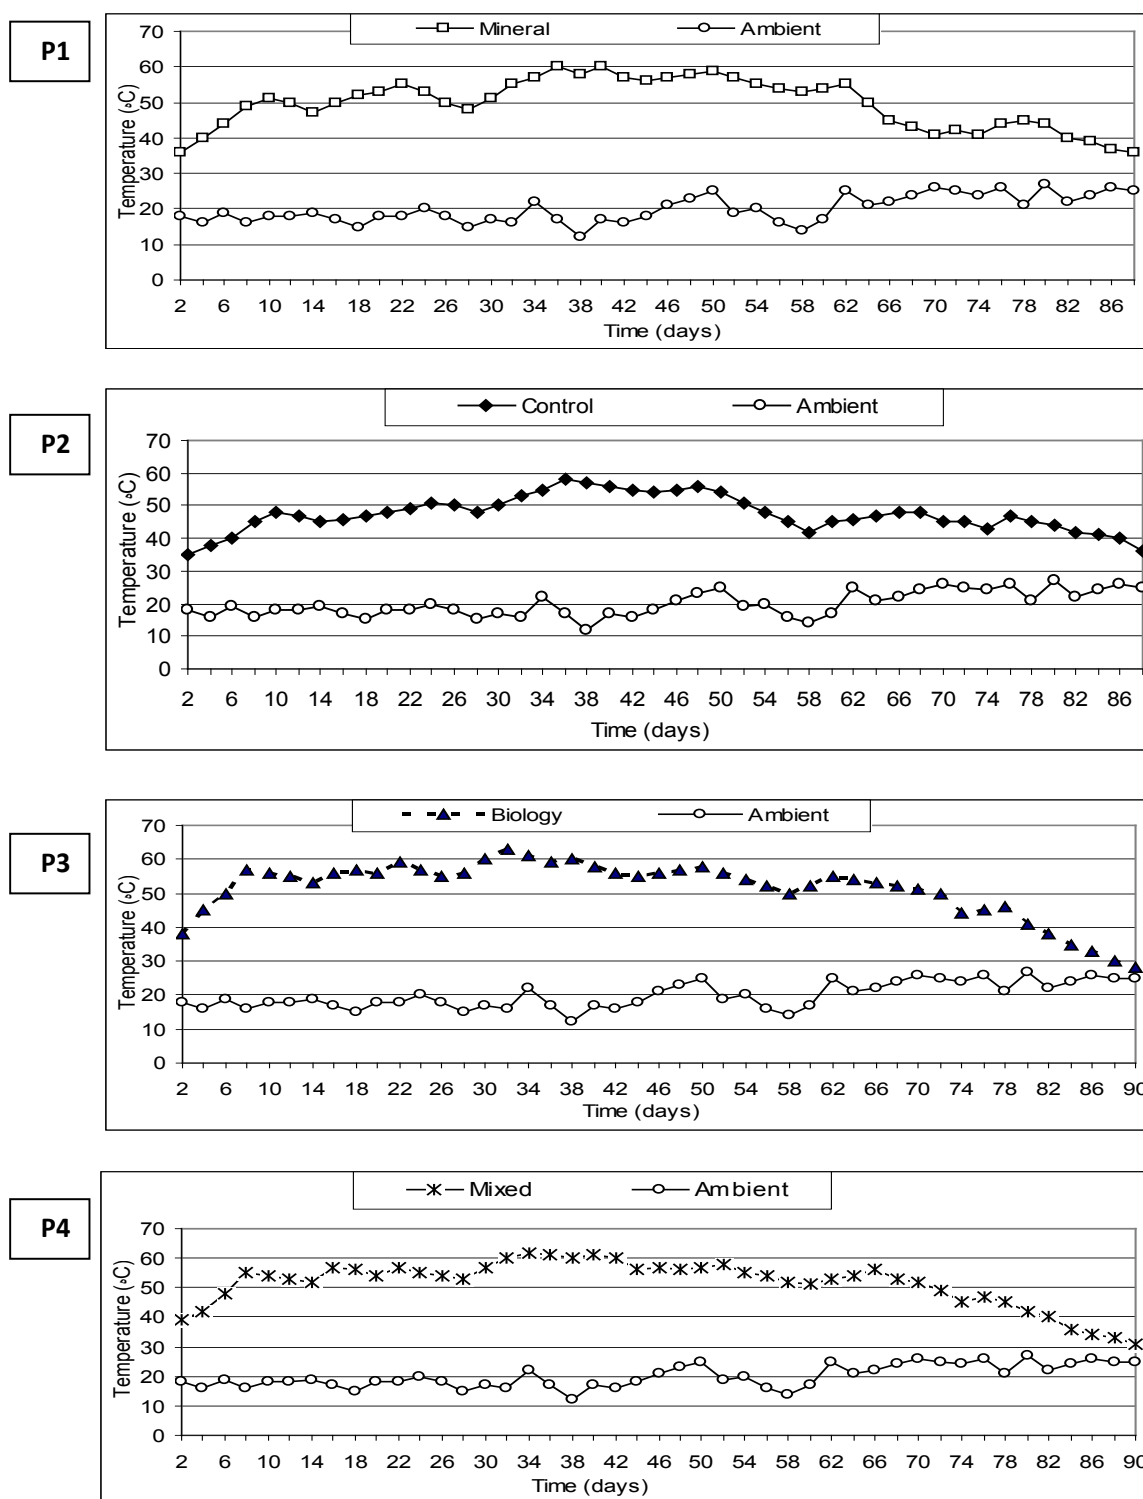 P1
Mineral Ambient
Temperature (°C)
70
60
50
40
30
20
10
0
2 6 10 14 18 22 26 30 34 38 42 46 50 54 58 62 66 70 74 78 82 86
Time (days)
P2
Control Ambient
Temperature (°C)
70
60
50
40
30
20
10
0
2 6 10 14 18 22 26 30 34 38 42 46 50 54 58 62 66 70 74 78 82 86
Time (days)
P3
Biology Ambient
Temperature (°C)
70
60
50
40
30
20
10
0
2 6 10 14 18 22 26 30 34 38 42 46 50 54 58 62 66 70 74 78 82 86 90
Time (days)
P4
Mixed Ambient
Temperature (°C)
70
60
50
40
30
20
10
0
2 6 10 14 18 22 26 30 34 38 42 46 50 54 58 62 66 70 74 78 82 86 90
Time (days)